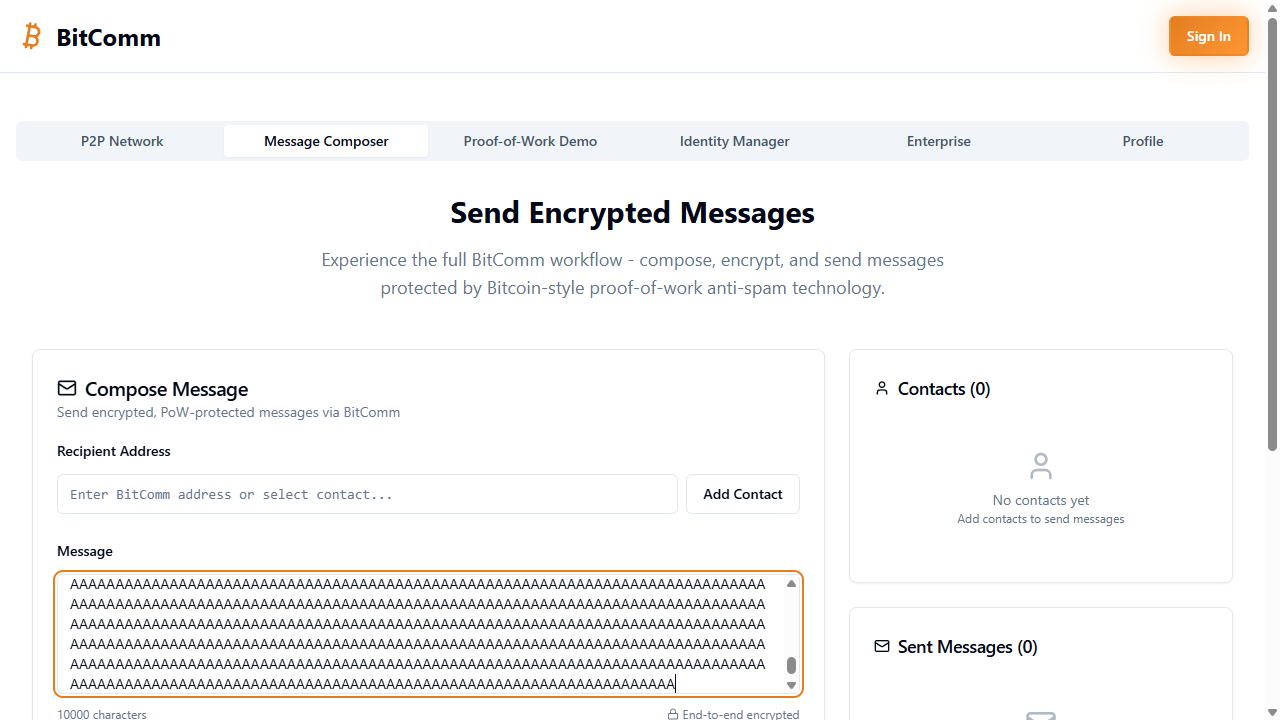 BitComm
Sign In
P2P Network
Message Composer
Proof-of-Work Demo
Identity Manager
Enterprise
Profile
Send Encrypted Messages
Experience the full BitComm workflow - compose, encrypt, and send messages
protected by Bitcoin-style proof-of-work anti-spam technology.
Compose Message
Send encrypted, PoW-protected messages via BitComm
Recipient Address
Enter BitComm address or select contact...
Add Contact
Message
AAAAAAAAAAAAAAAAAAAAAAAAAAAAAAAAAAAAAAAAAAAAAAAAAAAAAAAAAAAAAAAAAAAAAAAAAAAAA
AAAAAAAAAAAAAAAAAAAAAAAAAAAAAAAAAAAAAAAAAAAAAAAAAAAAAAAAAAAAAAAAAAAAAAAAAAAAA
AAAAAAAAAAAAAAAAAAAAAAAAAAAAAAAAAAAAAAAAAAAAAAAAAAAAAAAAAAAAAAAAAAAAAAAAAAAAA
AAAAAAAAAAAAAAAAAAAAAAAAAAAAAAAAAAAAAAAAAAAAAAAAAAAAAAAAAAAAAAAAAAAAAAAAAAAAA
AAAAAAAAAAAAAAAAAAAAAAAAAAAAAAAAAAAAAAAAAAAAAAAAAAAAAAAAAAAAAAAAAAAAAAAAAAAAA
AAAAAAAAAAAAAAAAAAAAAAAAAAAAAAAAAAAAAAAAAAAAAAAAAAAAAAAAAAAAAAAAAAA
10000 characters
End-to-end encrypted
Contacts (0)
No contacts yet
Add contacts to send messages
Sent Messages (0)